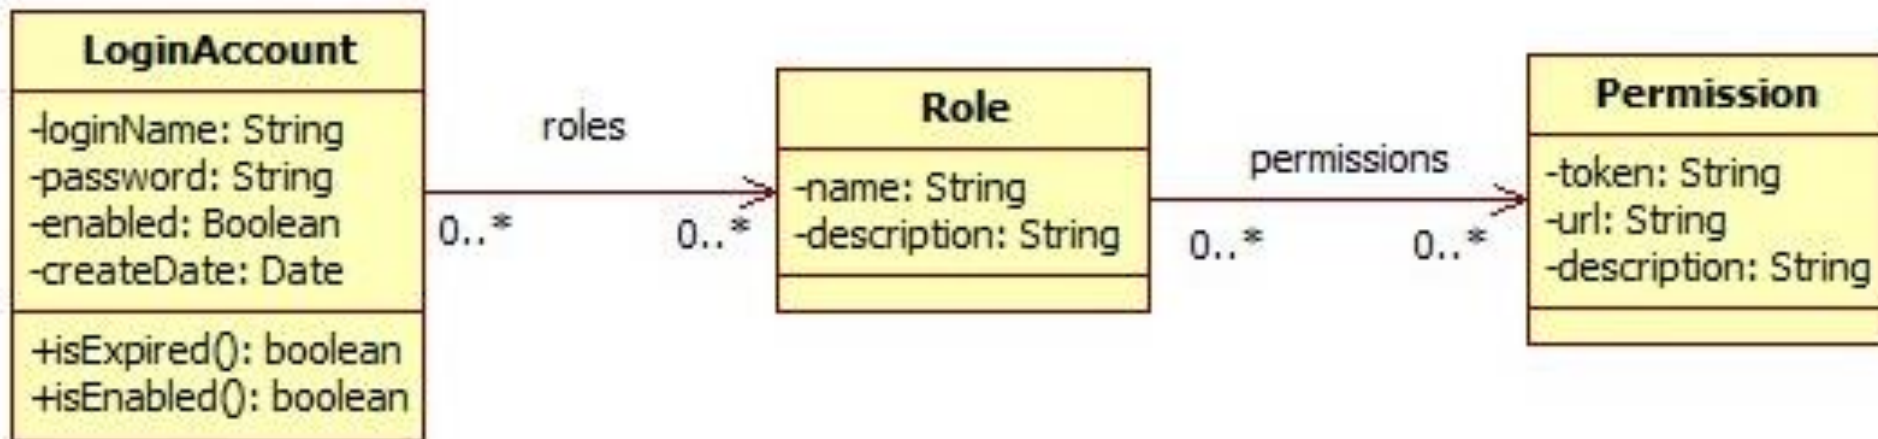 LoginAccount
-loginName: String
-password: String
-enabled: Boolean
-createDate: Date
+isExpired(): boolean
+isEnabled(): boolean
roles
0..*
0..*
Role
-name: String
-description: String
permissions
0..*
0..*
Permission
-token: String
-url: String
-description: String